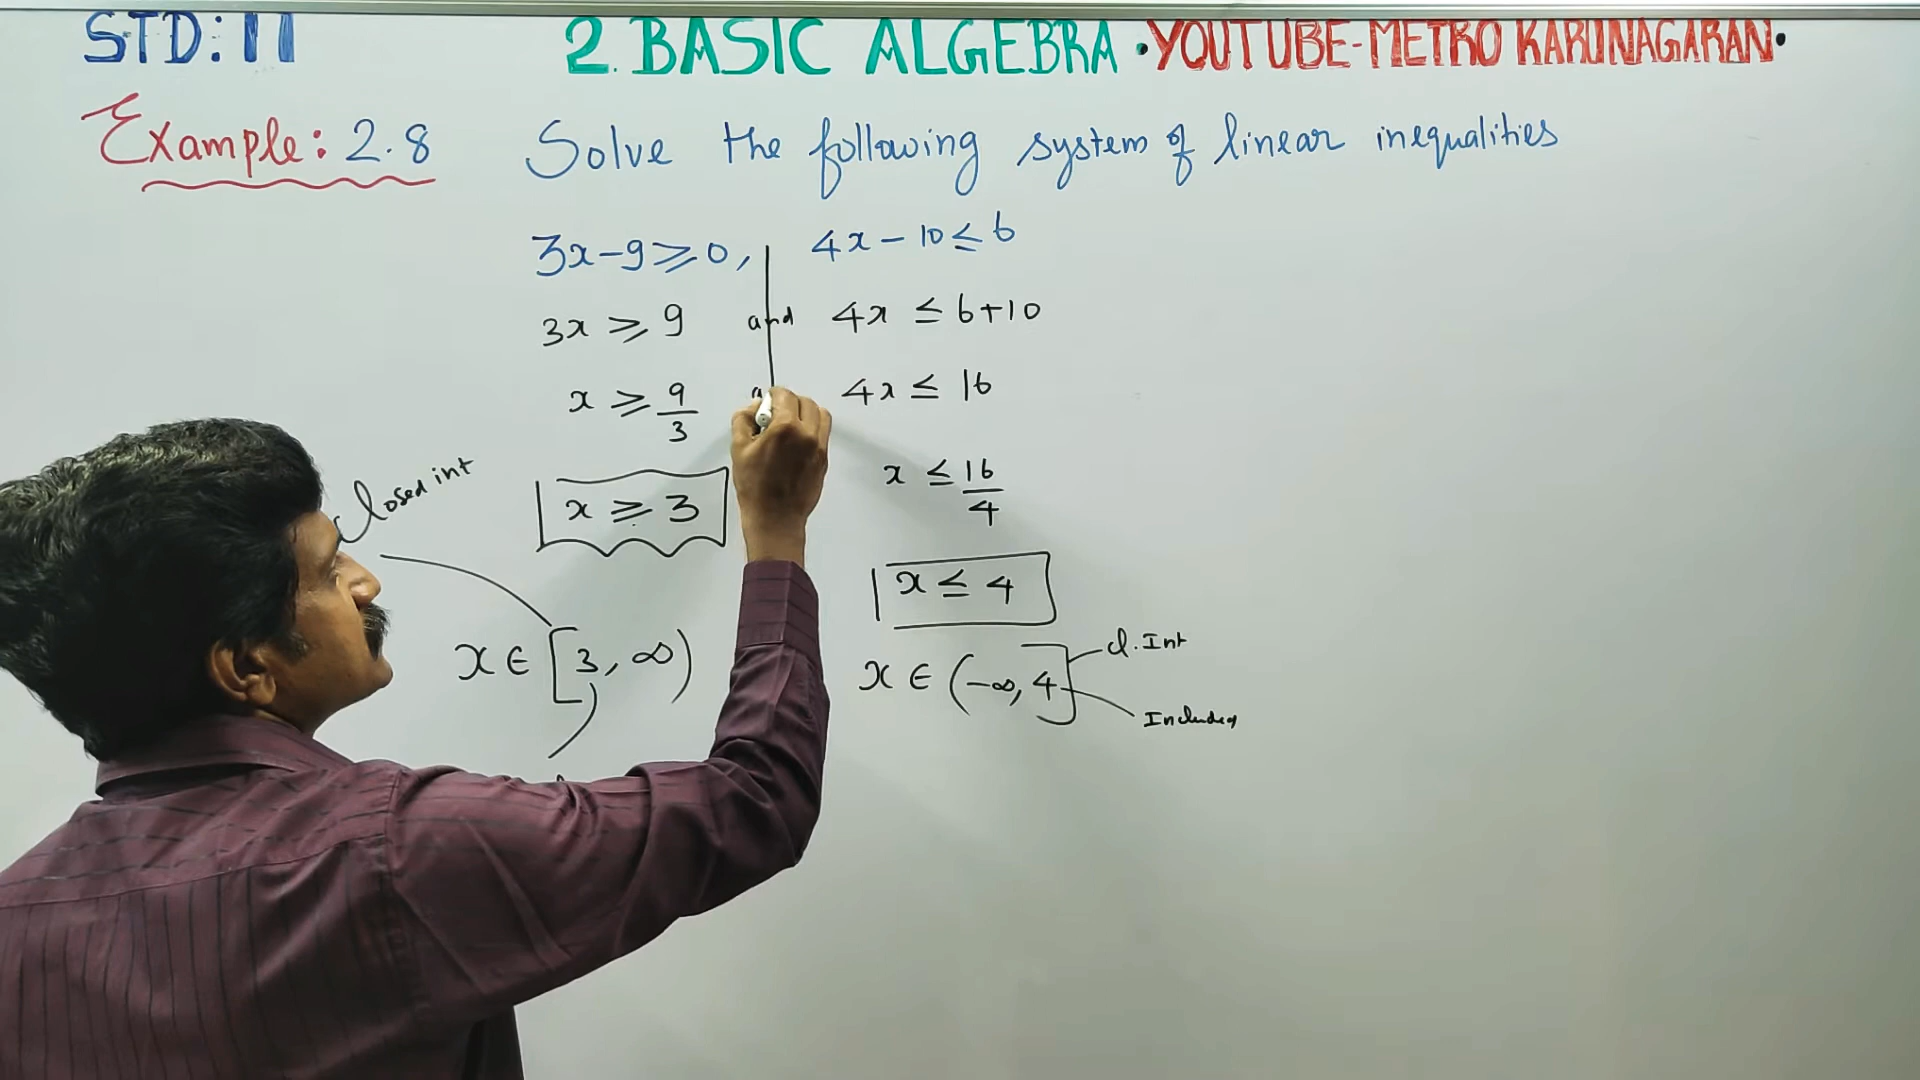 STD: 11 2. BASIC ALGEBRA • YOUTUBE-METRO KARUNAGARAN •
Example: 2.8 Solve the following system of linear inequalities
3x-9≥0, 4x-10≤6
3x ≥ 9 and 4x ≤ 6+10
x ≥ 9/3 4x ≤ 16
Closed int
x ≥ 3 x ≤ 16/4
x ≤ 4
x ∈ [3, ∞) x ∈ (-∞, 4] cl. Int
Included